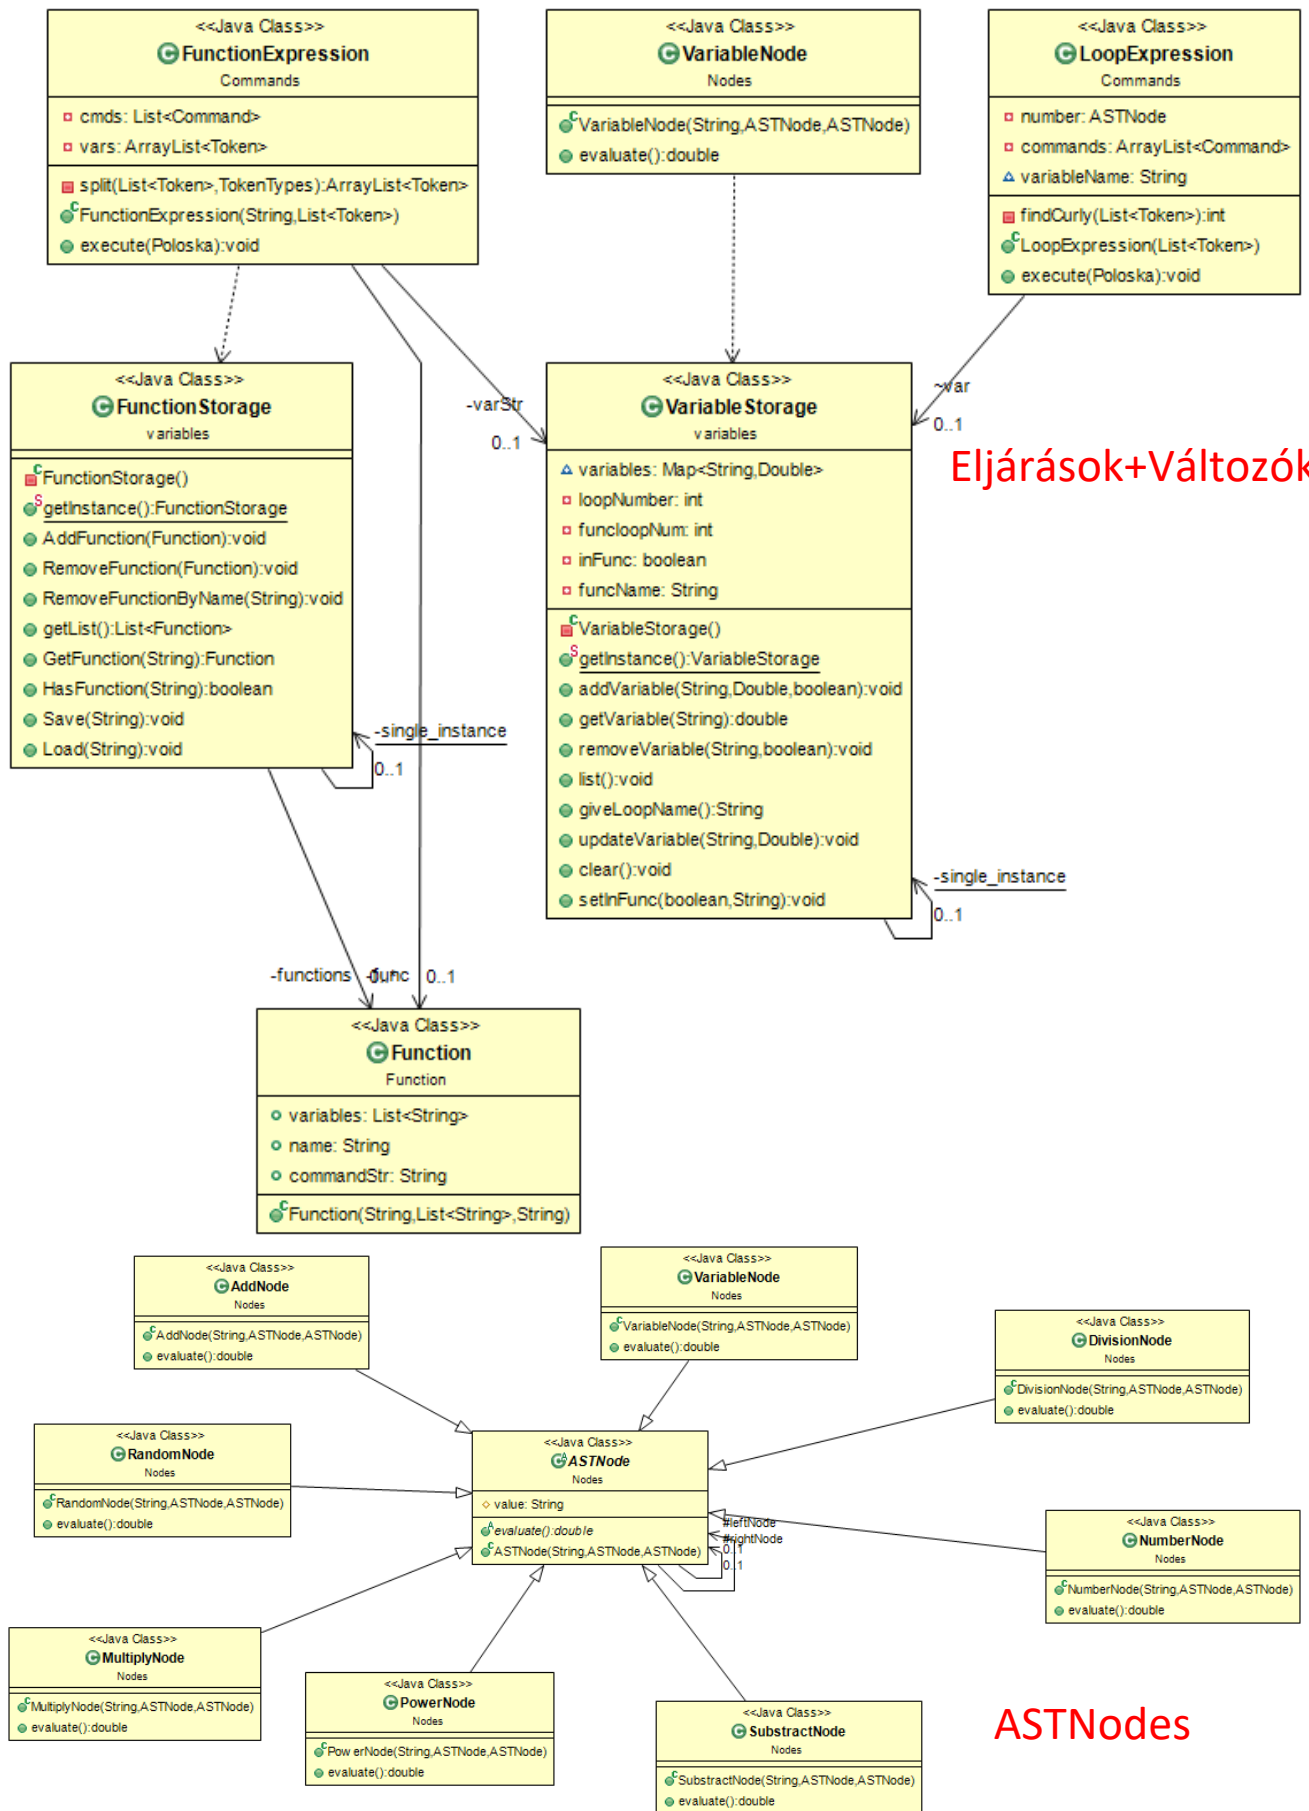 <<Java Class>>
FunctionExpression
Commands
cmds: List<Command>
vars: ArrayList<Token>
split(List<Token>,TokenTypes):ArrayList<Token>
FunctionExpression(String,List<Token>)
execute(Poloska):void
<<Java Class>>
VariableNode
Nodes
VariableNode(String,ASTNode,ASTNode)
evaluate():double
<<Java Class>>
LoopExpression
Commands
number: ASTNode
commands: ArrayList<Command>
variableName: String
findCurly(List<Token>):int
LoopExpression(List<Token>)
execute(Poloska):void
<<Java Class>>
FunctionStorage
variables
FunctionStorage()
getInstance():FunctionStorage
AddFunction(Function):void
RemoveFunction(Function):void
RemoveFunctionByName(String):void
getList():List<Function>
GetFunction(String):Function
HasFunction(String):boolean
Save(String):void
Load(String):void
-single_instance
0..1
-varStr
0..1
<<Java Class>>
VariableStorage
variables
variables: Map<String,Double>
loopNumber: int
funcloopNum: int
inFunc: boolean
funcName: String
VariableStorage()
getInstance():VariableStorage
addVariable(String,Double,boolean):void
getVariable(String):double
removeVariable(String,boolean):void
list():void
giveLoopName():String
updateVariable(String,Double):void
clear():void
setInFunc(boolean,String):void
~var
0..1
Eljárások+Változók
-single_instance
0..1
-functions
-func
0..1
<<Java Class>>
Function
Function
variables: List<String>
name: String
commandStr: String
Function(String,List<String>,String)
<<Java Class>>
AddNode
Nodes
AddNode(String,ASTNode,ASTNode)
evaluate():double
<<Java Class>>
VariableNode
Nodes
VariableNode(String,ASTNode,ASTNode)
evaluate():double
<<Java Class>>
DivisionNode
Nodes
DivisionNode(String,ASTNode,ASTNode)
evaluate():double
<<Java Class>>
RandomNode
Nodes
RandomNode(String,ASTNode,ASTNode)
evaluate():double
<<Java Class>>
ASTNode
Nodes
value: String
evaluate():double
ASTNode(String,ASTNode,ASTNode)
#leftNode
#rightNode
0..1
0..1
<<Java Class>>
NumberNode
Nodes
NumberNode(String,ASTNode,ASTNode)
evaluate():double
<<Java Class>>
MultiplyNode
Nodes
MultiplyNode(String,ASTNode,ASTNode)
evaluate():double
<<Java Class>>
PowerNode
Nodes
PowerNode(String,ASTNode,ASTNode)
evaluate():double
<<Java Class>>
SubstractNode
Nodes
SubstractNode(String,ASTNode,ASTNode)
evaluate():double
ASTNodes